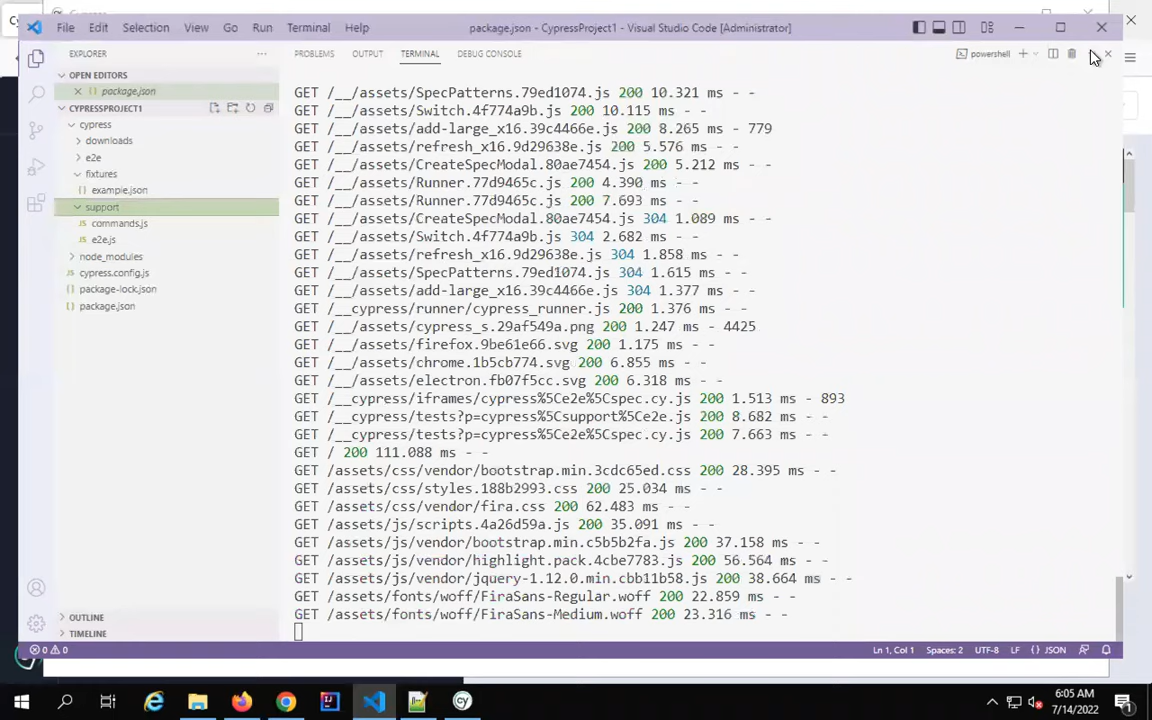 Cy
File Edit Selection View Go Run Terminal Help package.json - CypressProject1 - Visual Studio Code [Administrator]
EXPLORER ...
PROBLEMS OUTPUT TERMINAL DEBUG CONSOLE powershell
OPEN EDITORS
package.json
CYPRESSPROJECT1
cypress
downloads
e2e
fixtures
{} example.json
support
JS commands.js
JS e2e.js
node_modules
JS cypress.config.js
{} package-lock.json
{} package.json
OUTLINE
TIMELINE
GET /__/assets/SpecPatterns.79ed1074.js 200 10.321 ms - -
GET /__/assets/Switch.4f774a9b.js 200 10.115 ms - -
GET /__/assets/add-large_x16.39c4466e.js 200 8.265 ms - 779
GET /__/assets/refresh_x16.9d29638e.js 200 5.576 ms - -
GET /__/assets/CreateSpecModal.80ae7454.js 200 5.212 ms - -
GET /__/assets/Runner.77d9465c.js 200 4.390 ms - -
GET /__/assets/Runner.77d9465c.js 200 7.693 ms - -
GET /__/assets/CreateSpecModal.80ae7454.js 304 1.089 ms - -
GET /__/assets/Switch.4f774a9b.js 304 2.682 ms - -
GET /__/assets/refresh_x16.9d29638e.js 304 1.858 ms - -
GET /__/assets/SpecPatterns.79ed1074.js 304 1.615 ms - -
GET /__/assets/add-large_x16.39c4466e.js 304 1.377 ms - -
GET /__cypress/runner/cypress_runner.js 200 1.376 ms - -
GET /__/assets/cypress_s.29af549a.png 200 1.247 ms - 4425
GET /__/assets/firefox.9be61e66.svg 200 1.175 ms - -
GET /__/assets/chrome.1b5cb774.svg 200 6.855 ms - -
GET /__/assets/electron.fb07f5cc.svg 200 6.318 ms - -
GET /__cypress/iframes/cypress%5Ce2e%5Cspec.cy.js 200 1.513 ms - 893
GET /__cypress/tests?p=cypress%5Csupport%5Ce2e.js 200 8.682 ms - -
GET /__cypress/tests?p=cypress%5Ce2e%5Cspec.cy.js 200 7.663 ms - -
GET / 200 111.088 ms - -
GET /assets/css/vendor/bootstrap.min.3cdc65ed.css 200 28.395 ms - -
GET /assets/css/styles.188b2993.css 200 25.034 ms - -
GET /assets/css/vendor/fira.css 200 62.483 ms - -
GET /assets/js/scripts.4a26d59a.js 200 35.091 ms - -
GET /assets/js/vendor/bootstrap.min.c5b5b2fa.js 200 37.158 ms - -
GET /assets/js/vendor/highlight.pack.4cbe7783.js 200 56.564 ms - -
GET /assets/js/vendor/jquery-1.12.0.min.cbb11b58.js 200 38.664 ms - -
GET /assets/fonts/woff/FiraSans-Regular.woff 200 22.859 ms - -
GET /assets/fonts/woff/FiraSans-Medium.woff 200 23.316 ms - -
0 0 Ln 1, Col 1 Spaces: 2 UTF-8 LF {} JSON
cy
6:05 AM
7/14/2022
1